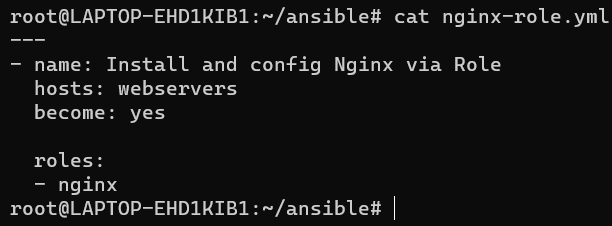 root@LAPTOP-EHD1KIB1:~/ansible# cat nginx-role.yml
---
- name: Install and config Nginx via Role
  hosts: webservers
  become: yes

  roles:
  - nginx
root@LAPTOP-EHD1KIB1:~/ansible#